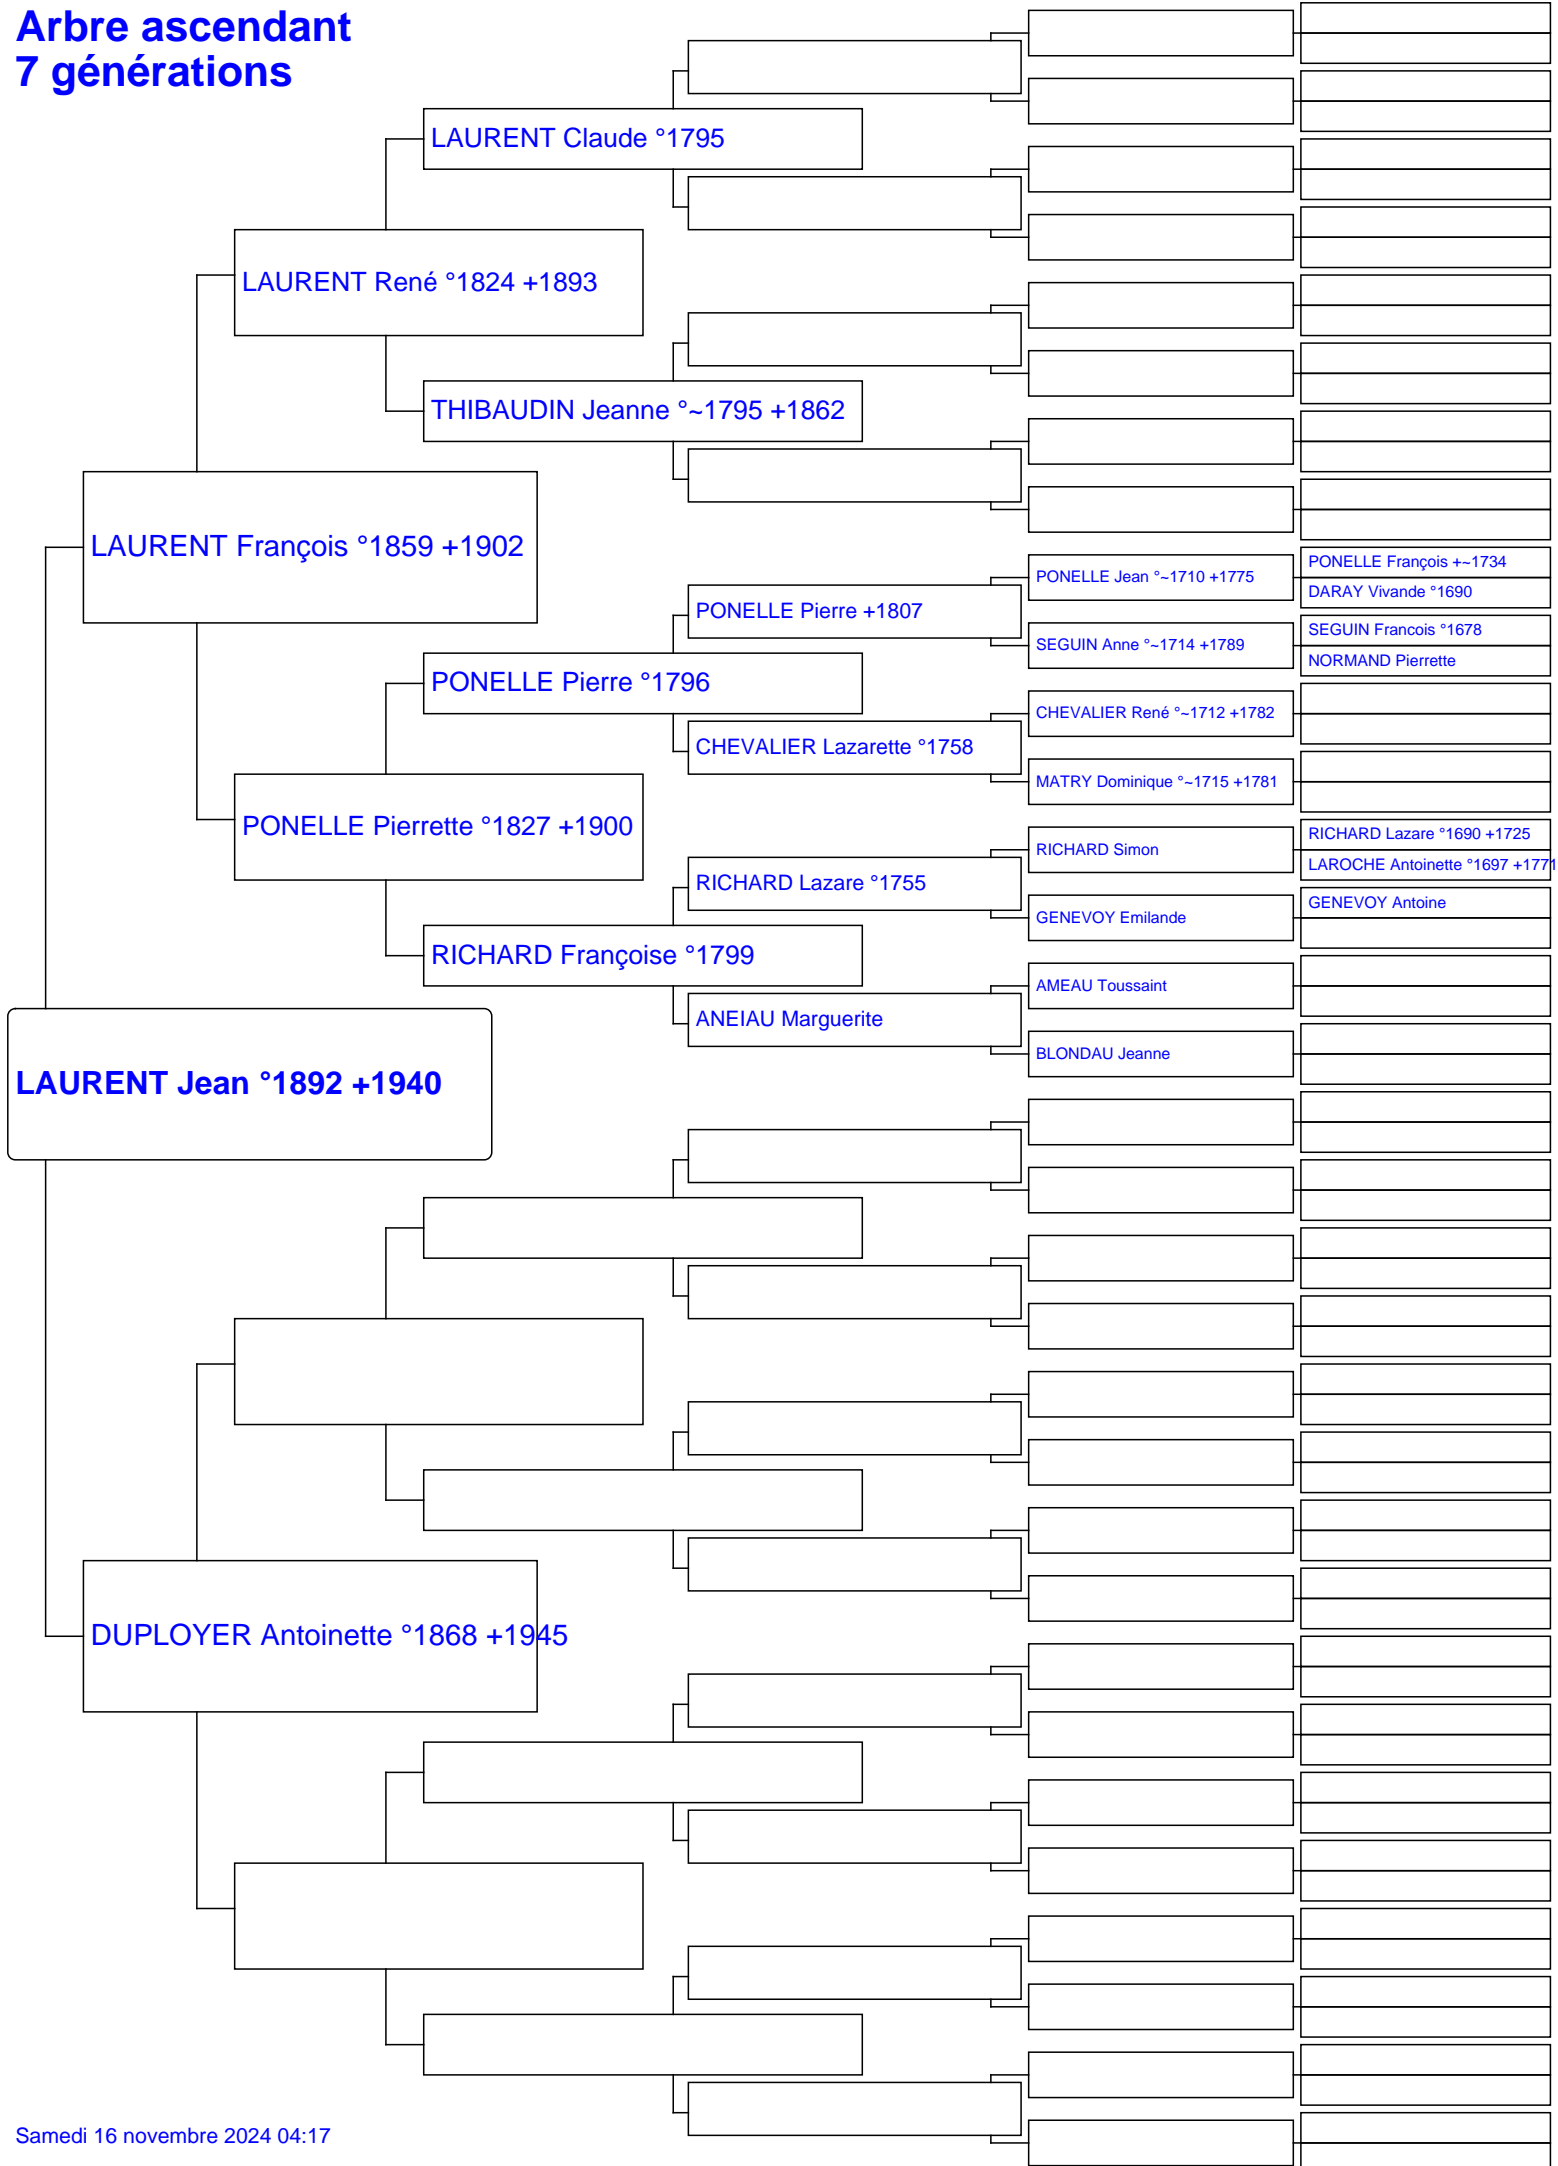 Arbre ascendant
7 générations
LAURENT Claude °1795
LAURENT René °1824 +1893
THIBAUDIN Jeanne °~1795 +1862
LAURENT François °1859 +1902
PONELLE François +~1734
PONELLE Jean °~1710 +1775
DARAY Vivande °1690
PONELLE Pierre +1807
SEGUIN Francois °1678
SEGUIN Anne °~1714 +1789
NORMAND Pierrette
PONELLE Pierre °1796
CHEVALIER René °~1712 +1782
CHEVALIER Lazarette °1758
MATRY Dominique °~1715 +1781
PONELLE Pierrette °1827 +1900
RICHARD Lazare °1690 +1725
RICHARD Simon
LAROCHE Antoinette °1697 +1771
RICHARD Lazare °1755
GENEVOY Antoine
GENEVOY Emilande
RICHARD Françoise °1799
AMEAU Toussaint
ANEIAU Marguerite
BLONDAU Jeanne
LAURENT Jean °1892 +1940
DUPLOYER Antoinette °1868 +1945
Samedi 16 novembre 2024 04:17